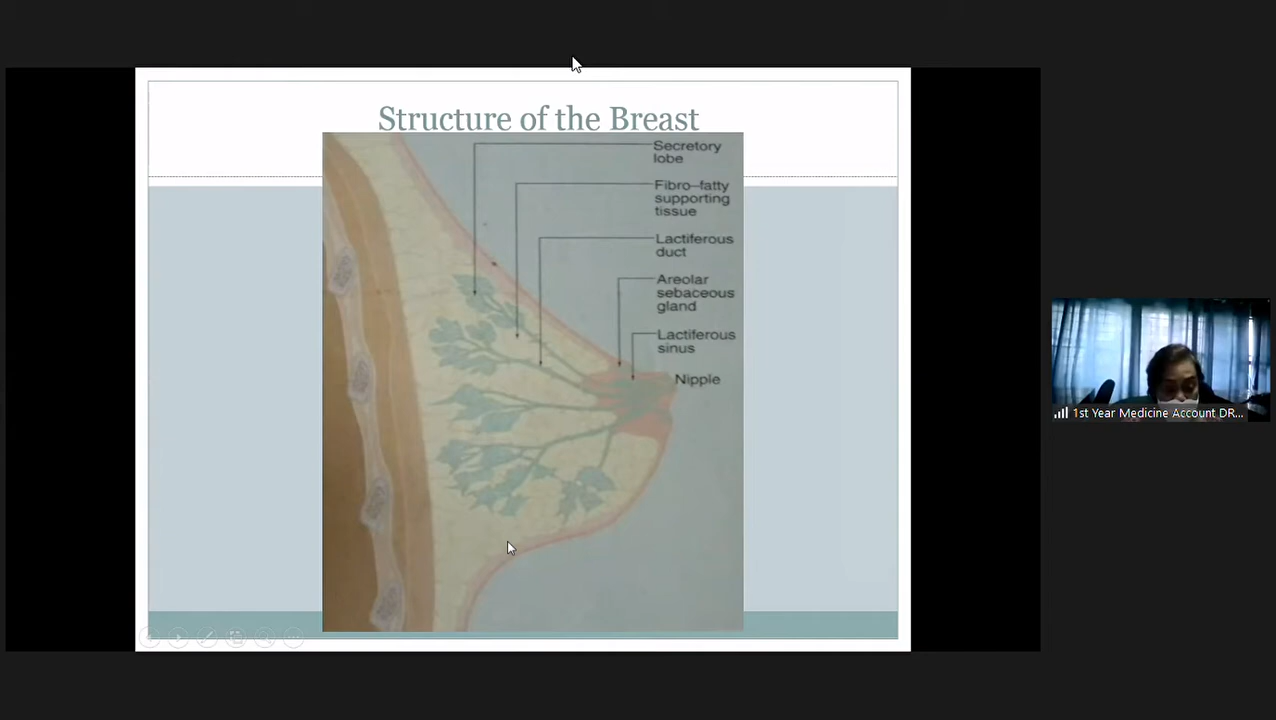 Structure of the Breast
Secretory
lobe
Fibro–fatty
supporting
tissue
Lactiferous
duct
Areolar
sebaceous
gland
Lactiferous
sinus
Nipple
1st Year Medicine Account DR...